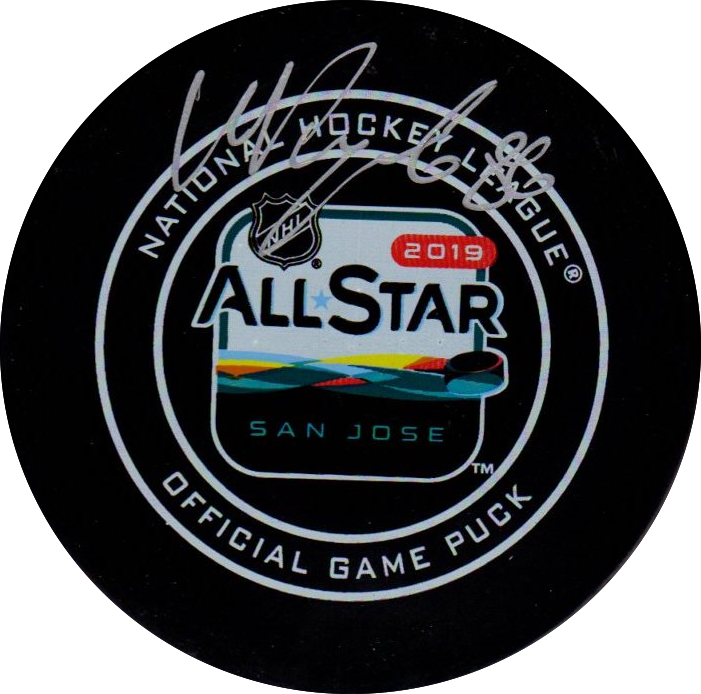 NATIONAL HOCKEY LEAGUE®
NHL®
2019
ALL STAR
SAN JOSE
TM
OFFICIAL GAME PUCK